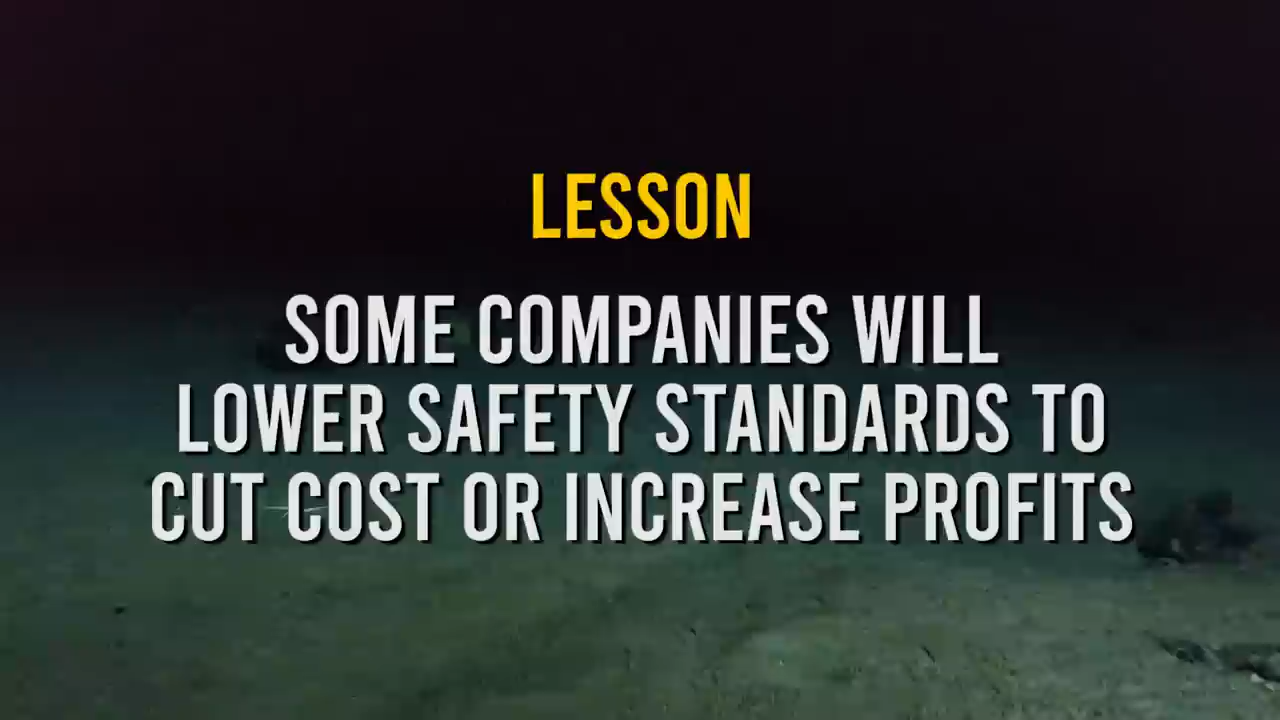 LESSON
SOME COMPANIES WILL
LOWER SAFETY STANDARDS TO
CUT COST OR INCREASE PROFITS